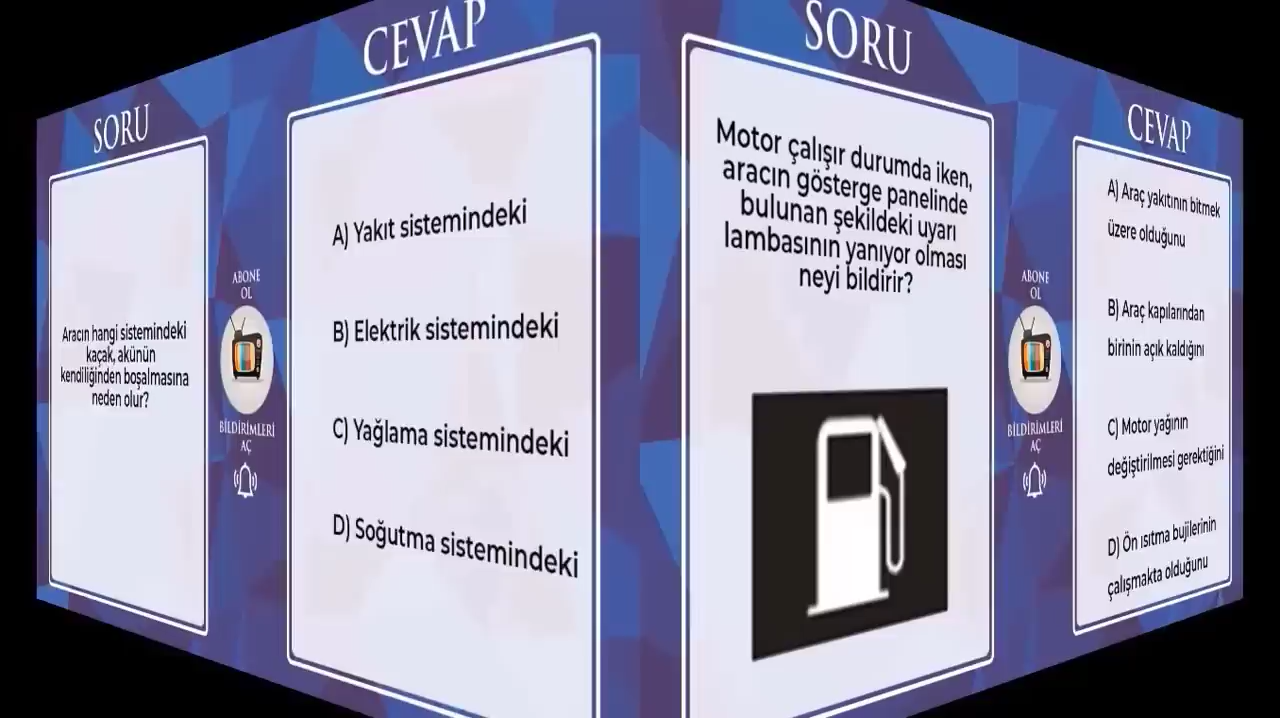 SORU
Aracın hangi sistemindeki
kaçak, akünün
kendiliğinden boşalmasına
neden olur?
ABONE
OL
BİLDİRİMLERİ
AÇ
CEVAP
A) Yakıt sistemindeki
B) Elektrik sistemindeki
C) Yağlama sistemindeki
D) Soğutma sistemindeki
SORU
Motor çalışır durumda iken,
aracın gösterge panelinde
bulunan şekildeki uyarı
lambasının yanıyor olması
neyi bildirir?
ABONE
OL
BİLDİRİMLERİ
AÇ
CEVAP
A) Araç yakıtının bitmek
üzere olduğunu
B) Araç kapılarından
birinin açık kaldığını
C) Motor yağının
değiştirilmesi gerektiğini
D) Ön ısıtma bujilerinin
çalışmakta olduğunu